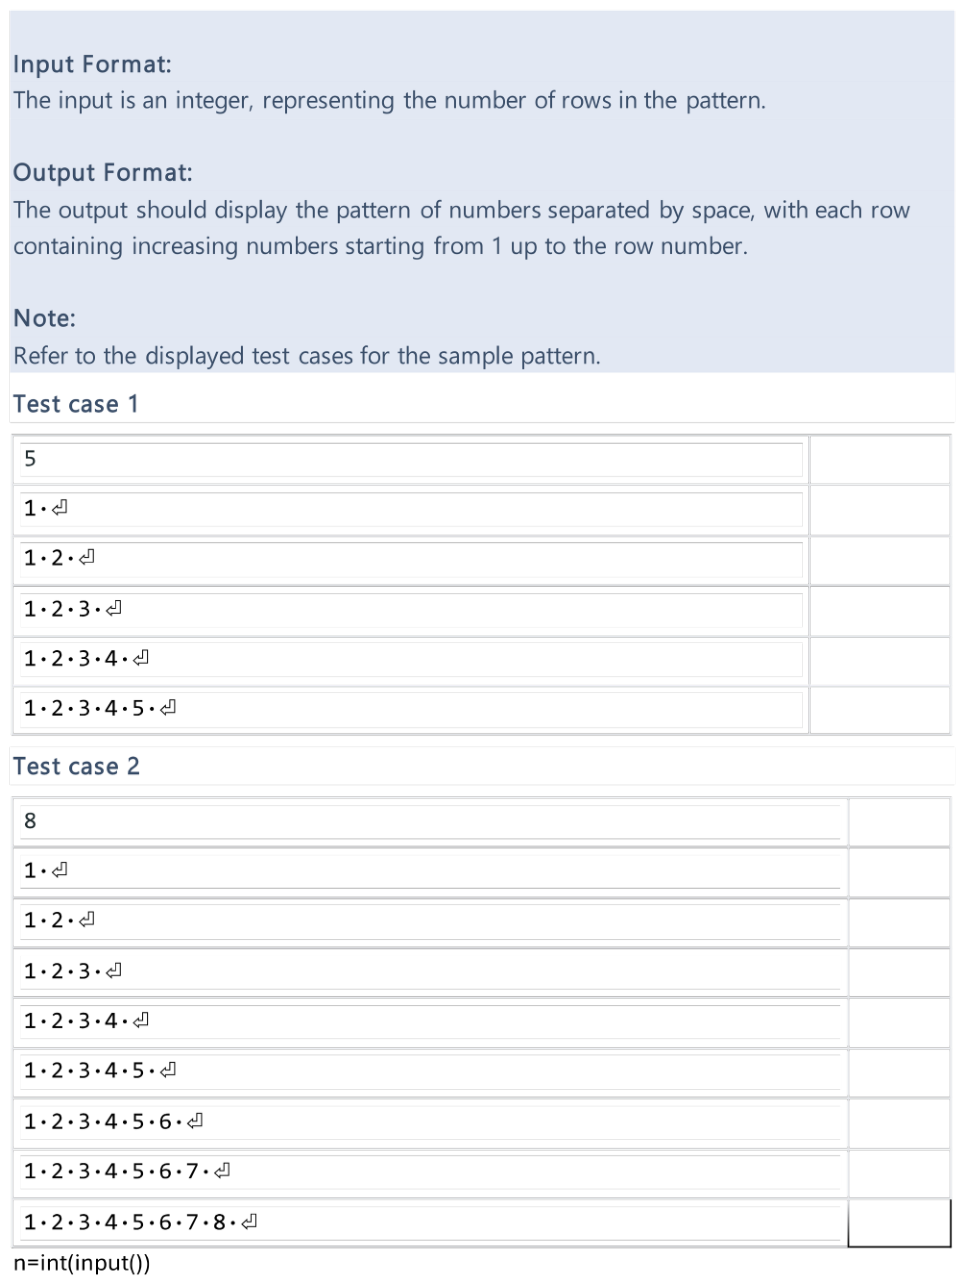 Input Format:
The input is an integer, representing the number of rows in the pattern.
Output Format:
The output should display the pattern of numbers separated by space, with each row
containing increasing numbers starting from 1 up to the row number.
Note:
Refer to the displayed test cases for the sample pattern.
Test case 1
5
1·⏎
1·2·⏎
1·2·3·⏎
1·2·3·4·⏎
1·2·3·4·5·⏎
Test case 2
8
1·⏎
1·2·⏎
1·2·3·⏎
1·2·3·4·⏎
1·2·3·4·5·⏎
1·2·3·4·5·6·⏎
1·2·3·4·5·6·7·⏎
1·2·3·4·5·6·7·8·⏎
n=int(input())